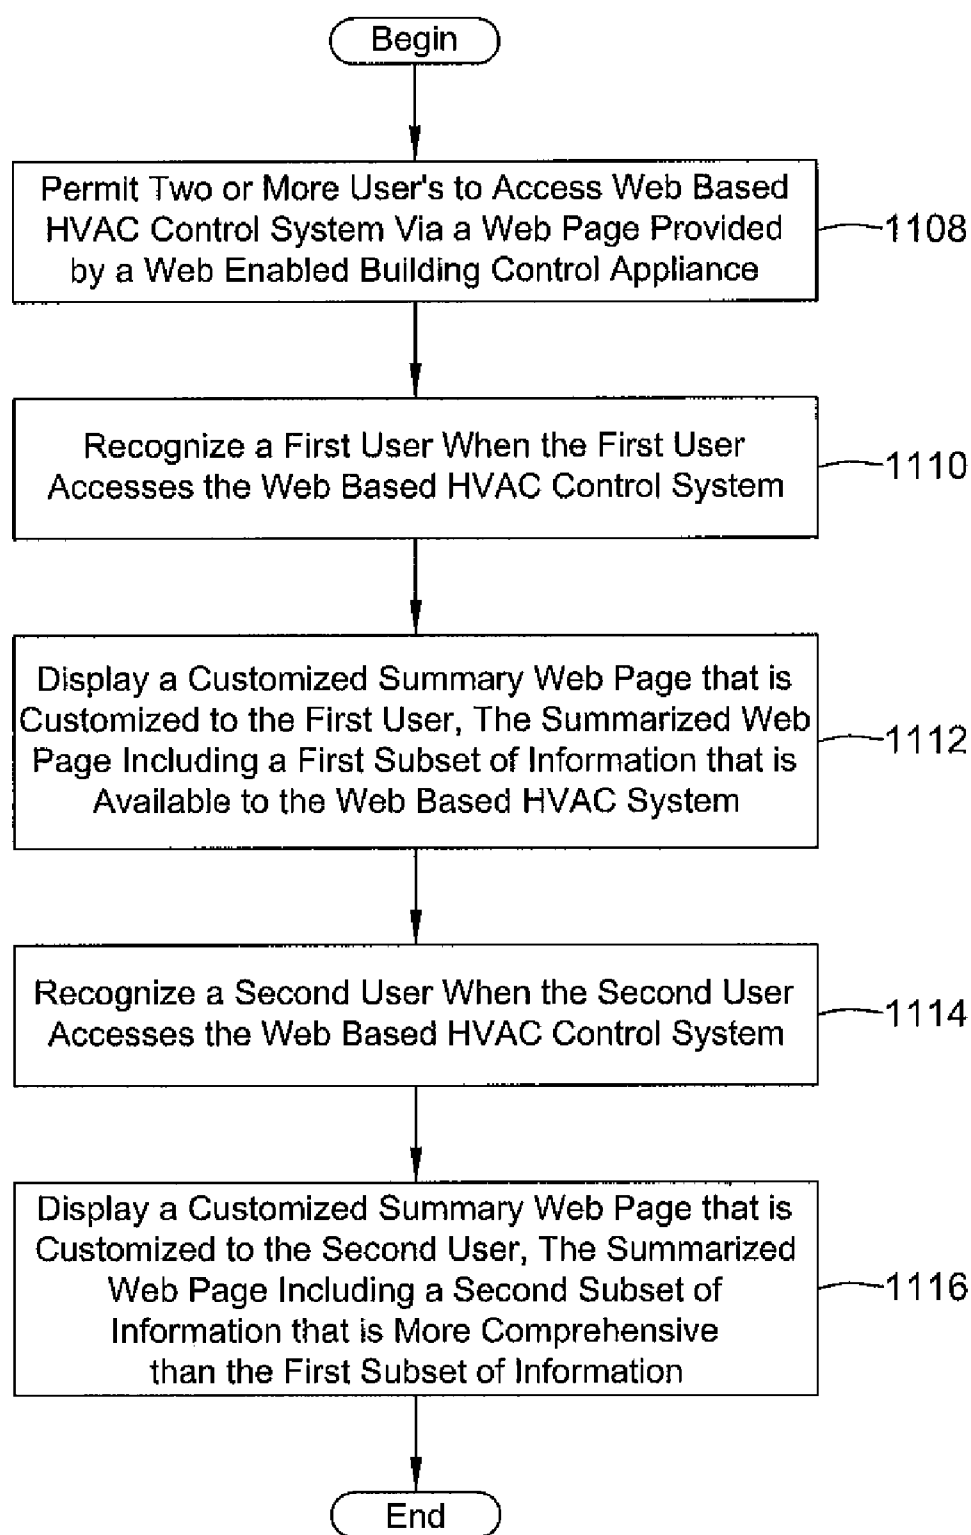 Begin
Permit Two or More User's to Access Web Based
HVAC Control System Via a Web Page Provided
by a Web Enabled Building Control Appliance
1108
Recognize a First User When the First User
Accesses the Web Based HVAC Control System
1110
Display a Customized Summary Web Page that is
Customized to the First User, The Summarized Web
Page Including a First Subset of Information that is
Available to the Web Based HVAC System
1112
Recognize a Second User When the Second User
Accesses the Web Based HVAC Control System
1114
Display a Customized Summary Web Page that is
Customized to the Second User, The Summarized
Web Page Including a Second Subset of
Information that is More Comprehensive
than the First Subset of Information
1116
End